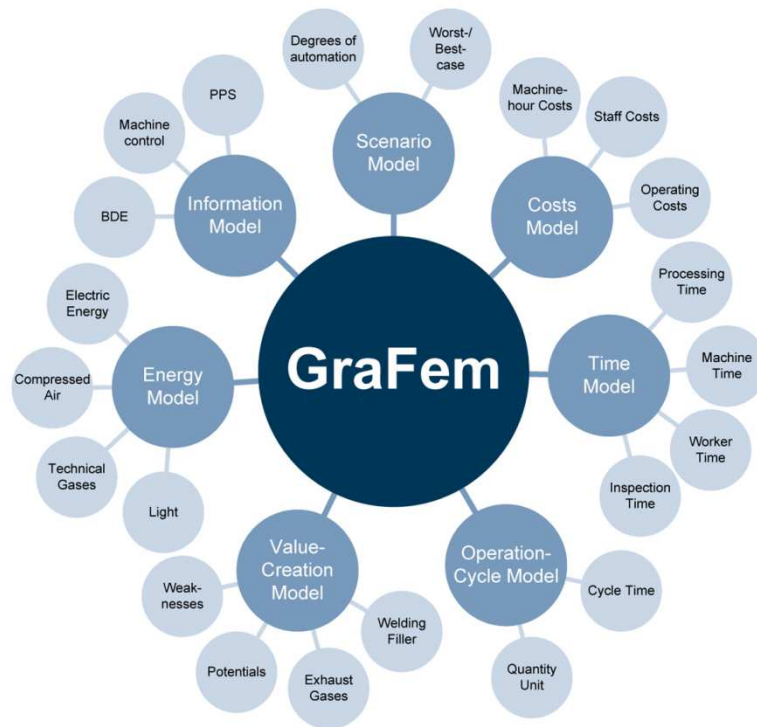 Degrees of
automation
Worst-/
Best-
case
Scenario
Model
PPS
Machine
control
BDE
Information
Model
Machine-
hour Costs
Staff Costs
Operating
Costs
Costs
Model
Processing
Time
Machine
Time
Worker
Time
Inspection
Time
Time
Model
GraFem
Electric
Energy
Compressed
Air
Technical
Gases
Light
Energy
Model
Value-
Creation
Model
Weak-
nesses
Potentials
Exhaust
Gases
Welding
Filler
Operation-
Cycle Model
Cycle Time
Quantity
Unit